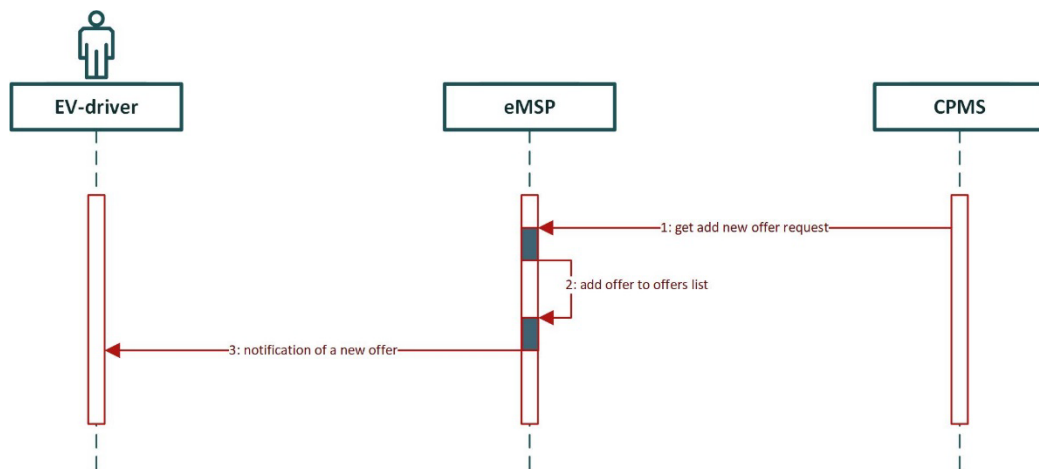 EV-driver
eMSP
CPMS
1: get add new offer request
2: add offer to offers list
3: notification of a new offer